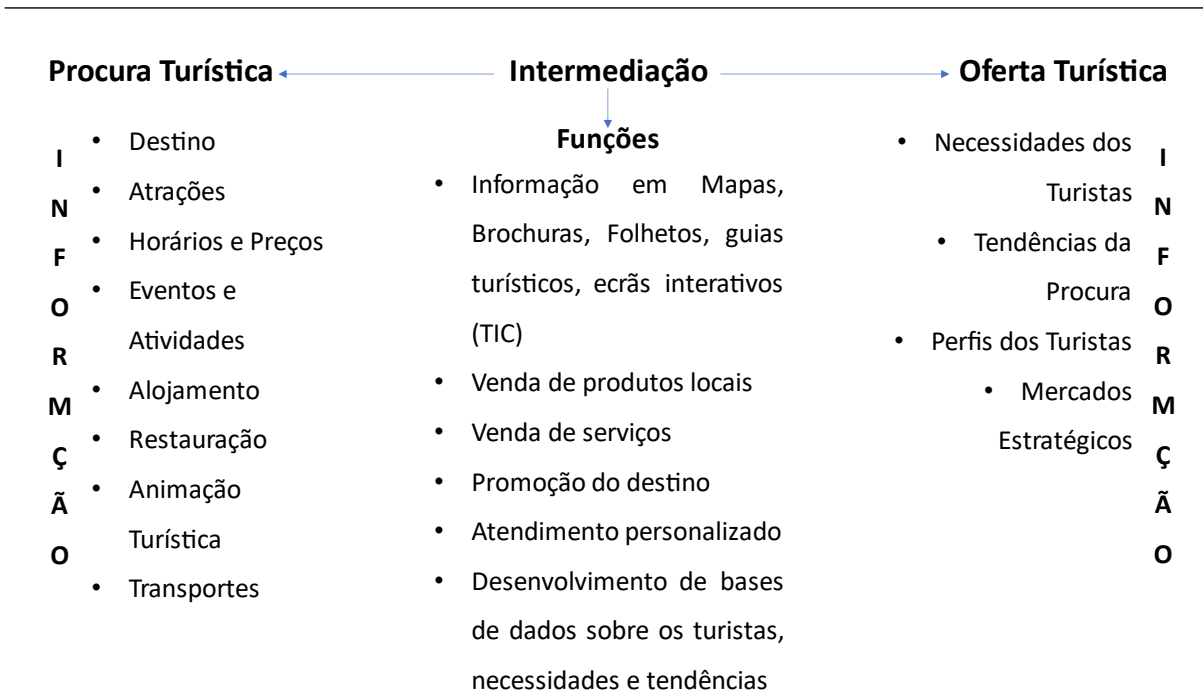 Procura Turística Intermediação Oferta Turística
I
N
F
O
R
M
Ç
Ã
O
• Destino
• Atrações
• Horários e Preços
• Eventos e
Atividades
• Alojamento
• Restauração
• Animação
Turística
• Transportes
Funções
• Informação em Mapas,
Brochuras, Folhetos, guias
turísticos, ecrãs interativos
(TIC)
• Venda de produtos locais
• Venda de serviços
• Promoção do destino
• Atendimento personalizado
• Desenvolvimento de bases
de dados sobre os turistas,
necessidades e tendências
• Necessidades dos
Turistas
• Tendências da
Procura
• Perfis dos Turistas
• Mercados
Estratégicos
I
N
F
O
R
M
Ç
Ã
O